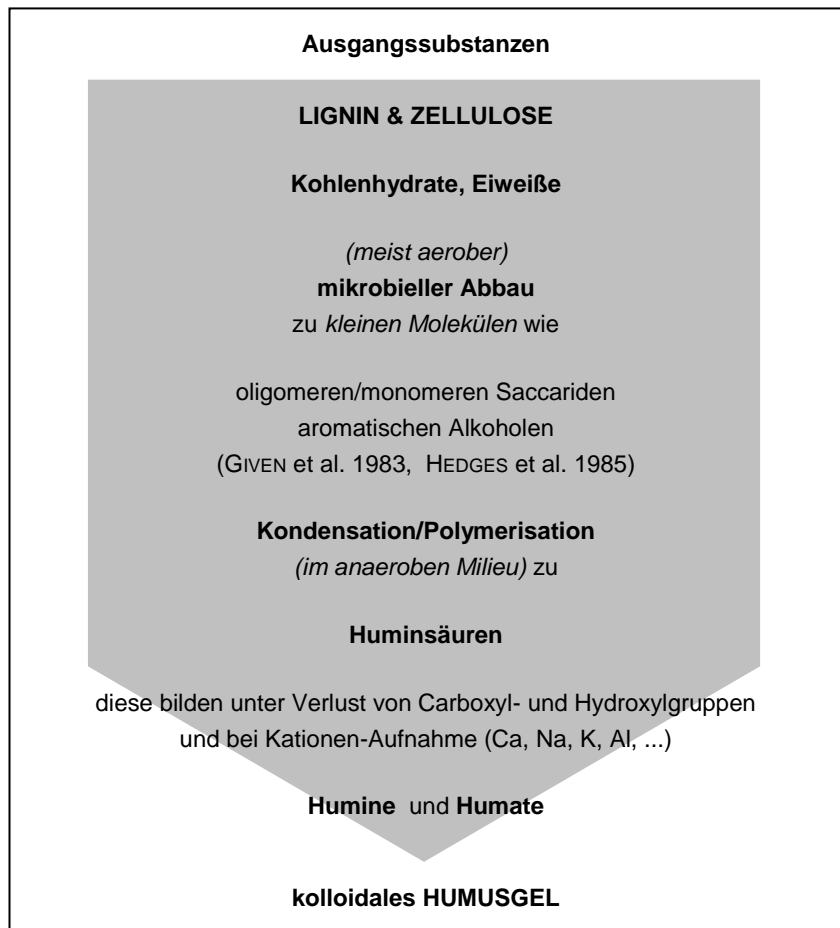 Ausgangssubstanzen
LIGNIN & ZELLULOSE
Kohlenhydrate, Eiweiße
(meist aerober)
mikrobieller Abbau
zu kleinen Molekülen wie
oligomeren/monomeren Saccariden
aromatischen Alkoholen
(GIVEN et al. 1983, HEDGES et al. 1985)
Kondensation/Polymerisation
(im anaeroben Milieu) zu
Huminsäuren
diese bilden unter Verlust von Carboxyl- und Hydroxylgruppen
und bei Kationen-Aufnahme (Ca, Na, K, Al, ...)
Humine und Humate
kolloidales HUMUSGEL